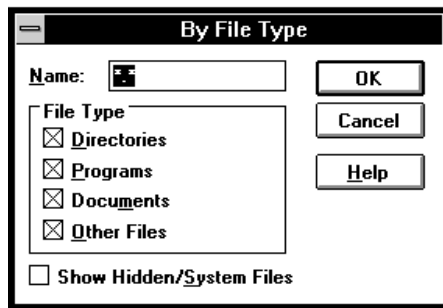 By File Type
Name: *.*
OK
File Type
Cancel
Directories
Programs
Help
Documents
Other Files
Show Hidden/System Files